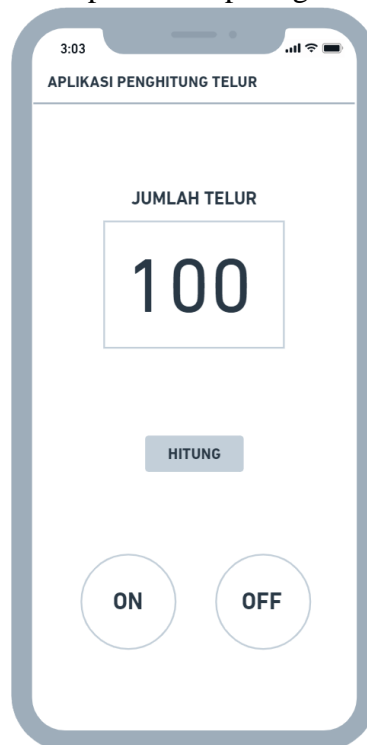 3:03
APLIKASI PENGHITUNG TELUR
JUMLAH TELUR
100
HITUNG
ON OFF